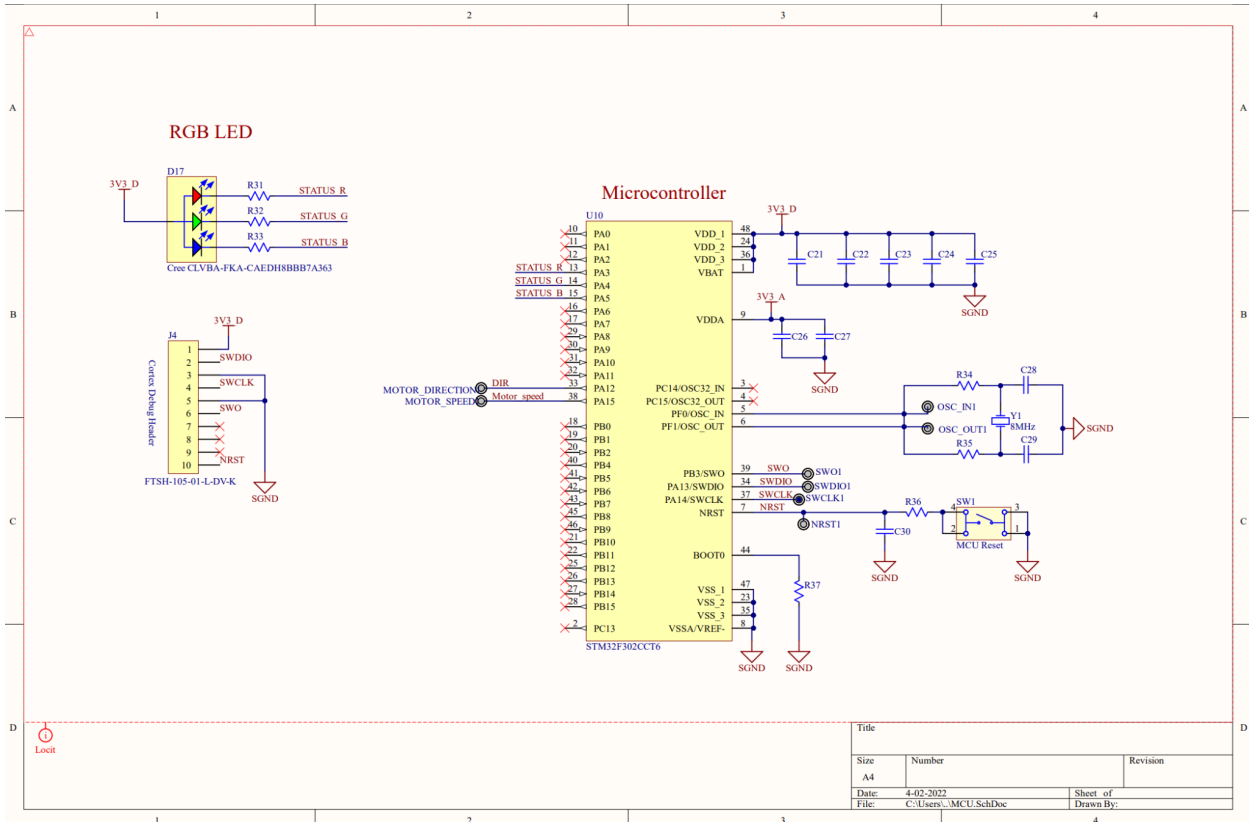 1 2 3 4
A A
B B
C C
D D
RGB LED
D17
3V3_D
R31 STATUS_R
R32 STATUS_G
R33 STATUS_B
Cree CLVBA-FKA-CAEDH8BBB7A363
J4
3V3_D
Cortex Debug Header
1
2 SWDIO
3
4 SWCLK
5
6 SWO
7
8
9
10 NRST
FTSH-105-01-L-DV-K
SGND
Microcontroller
U10
10 PA0
11 PA1
12 PA2
STATUS_R 13 PA3
STATUS_G 14 PA4
STATUS_B 15 PA5
16 PA6
17 PA7
29 PA8
30 PA9
31 PA10
32 PA11
MOTOR_DIRECTION DIR 33 PA12
MOTOR_SPEED Motor_speed 38 PA15
18 PB0
19 PB1
20 PB2
40 PB4
41 PB5
42 PB6
43 PB7
45 PB8
46 PB9
21 PB10
22 PB11
25 PB12
26 PB13
27 PB14
28 PB15
2 PC13
STM32F302CCT6
VDD_1 48
VDD_2 24
VDD_3 36
VBAT 1
3V3_D
C21 C22 C23 C24 C25
SGND
VDDA 9
3V3_A
C26 C27
SGND
PC14/OSC32_IN 3
PC15/OSC32_OUT 4
PF0/OSC_IN 5
PF1/OSC_OUT 6
R34 C28
OSC_IN1
Y1
8MHz
OSC_OUT1
R35 C29
SGND
PB3/SWO 39 SWO SWO1
PA13/SWDIO 34 SWDIO SWDIO1
PA14/SWCLK 37 SWCLK SWCLK1
NRST 7 NRST
NRST1
C30
SGND
R36
SW1
4 3
2 1
MCU Reset
SGND
BOOT0 44
R37
VSS_1 47
VSS_2 23
VSS_3 35
VSSA/VREF- 8
SGND SGND
i
Locit
Title
Size Number Revision
A4
Date: 4-02-2022 Sheet of
File: C:\Users\..\MCU.SchDoc Drawn By:
1 2 3 4